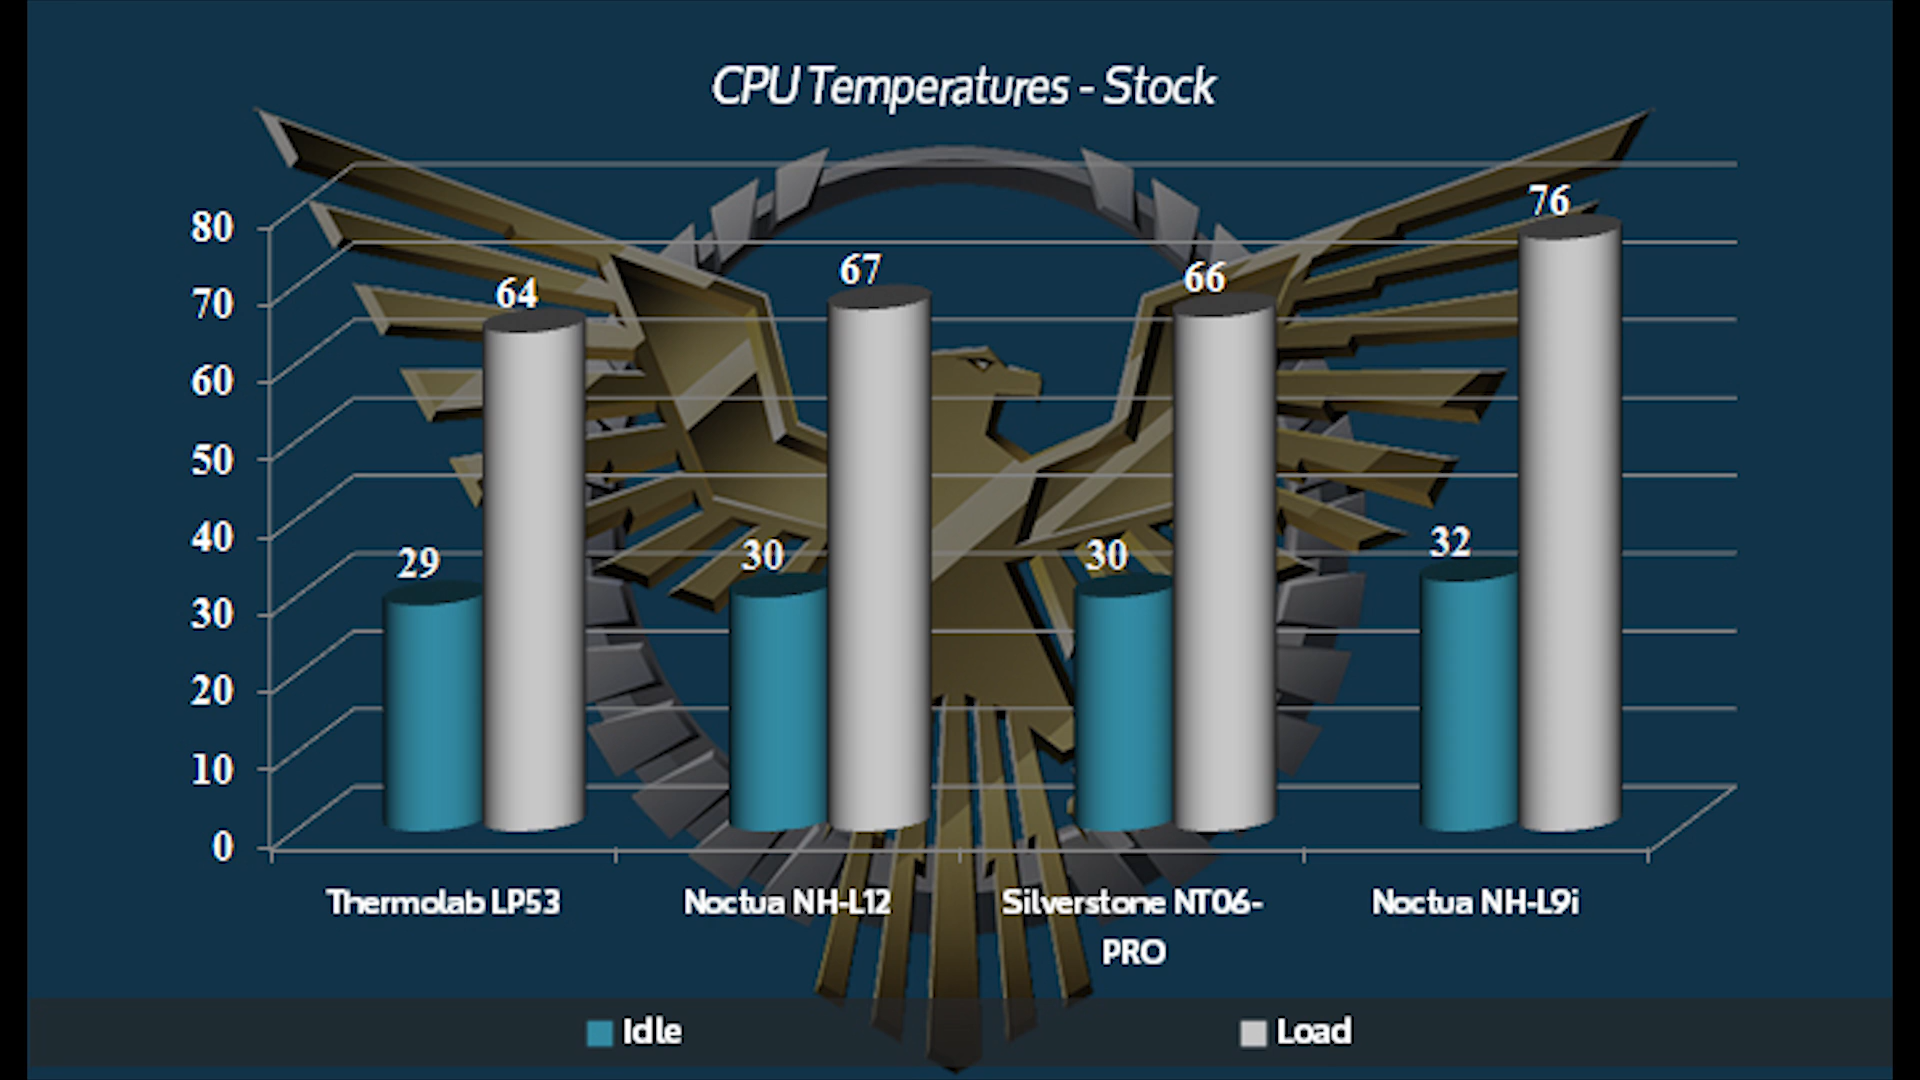 CPU Temperatures - Stock
80
70
60
50
40
30
20
10
0
29
64
30
67
30
66
32
76
Thermolab LP53
Noctua NH-L12
Silverstone NT06-
PRO
Noctua NH-L9i
Idle
Load